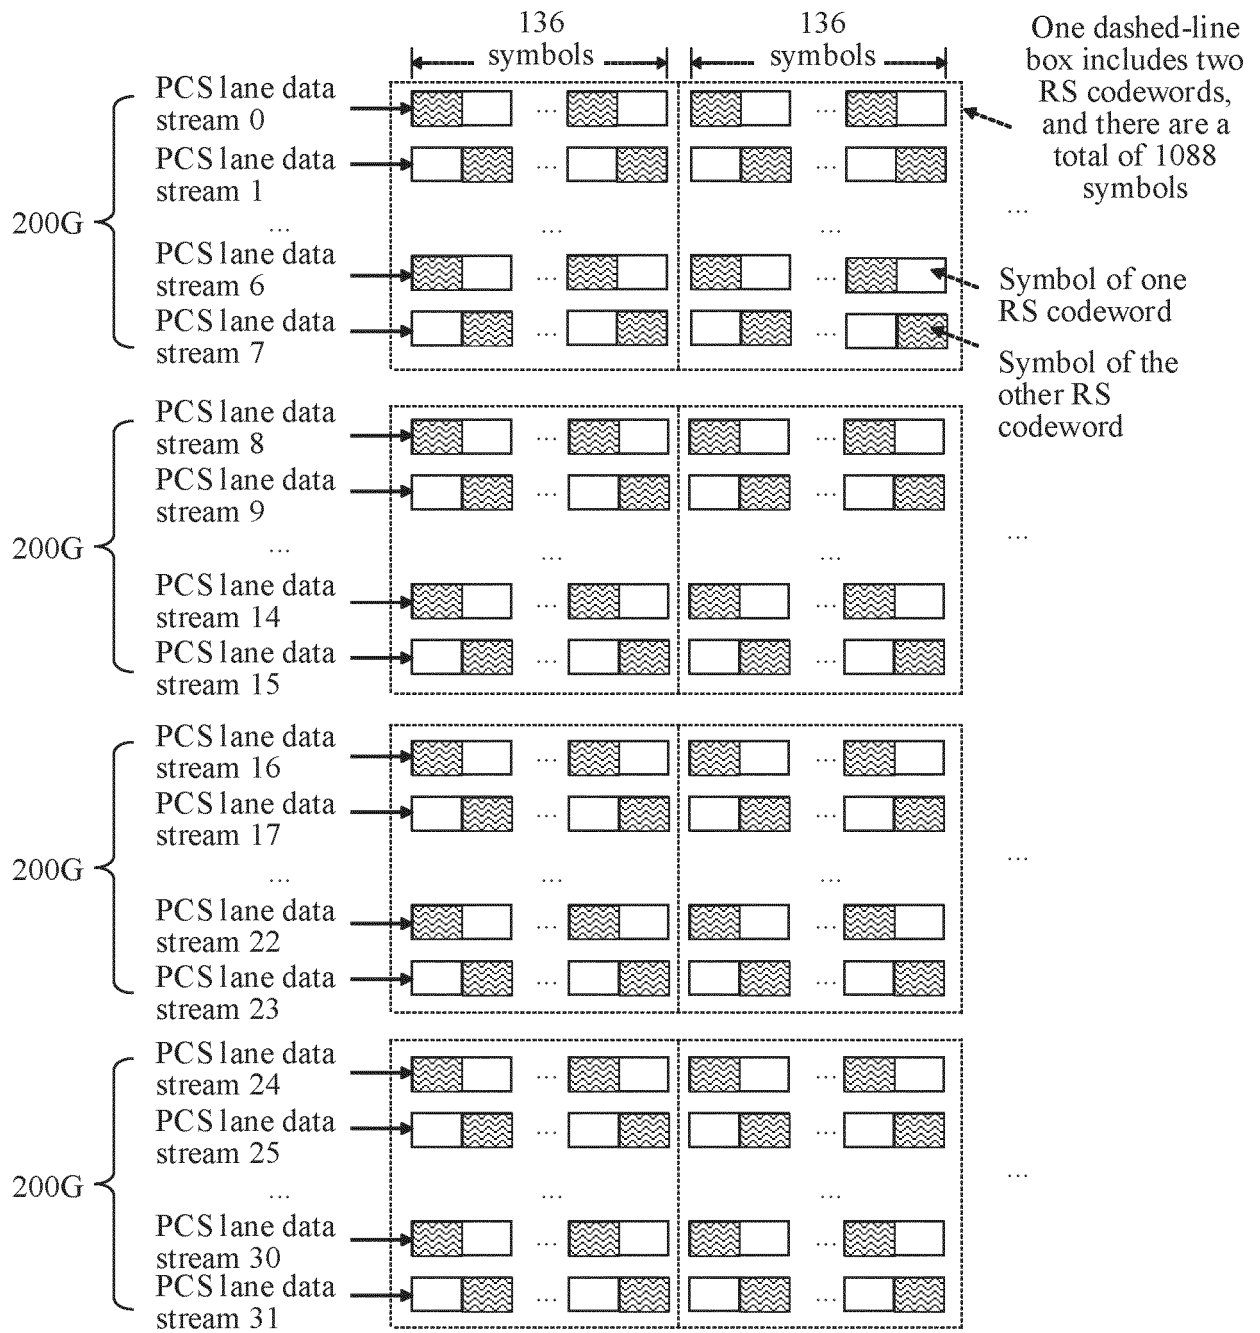 136
symbols
136
symbols
One dashed-line
box includes two
RS codewords,
and there are a
total of 1088
symbols
PCS lane data
stream 0
...
...
PCS lane data
stream 1
...
...
200G
...
...
...
...
PCS lane data
stream 6
...
...
Symbol of one
RS codeword
PCS lane data
stream 7
...
...
Symbol of the
other RS
codeword
PCS lane data
stream 8
...
...
PCS lane data
stream 9
...
...
200G
...
...
...
...
PCS lane data
stream 14
...
...
PCS lane data
stream 15
...
...
PCS lane data
stream 16
...
...
PCS lane data
stream 17
...
...
200G
...
...
...
...
PCS lane data
stream 22
...
...
PCS lane data
stream 23
...
...
PCS lane data
stream 24
...
...
PCS lane data
stream 25
...
...
200G
...
...
...
...
PCS lane data
stream 30
...
...
PCS lane data
stream 31
...
...